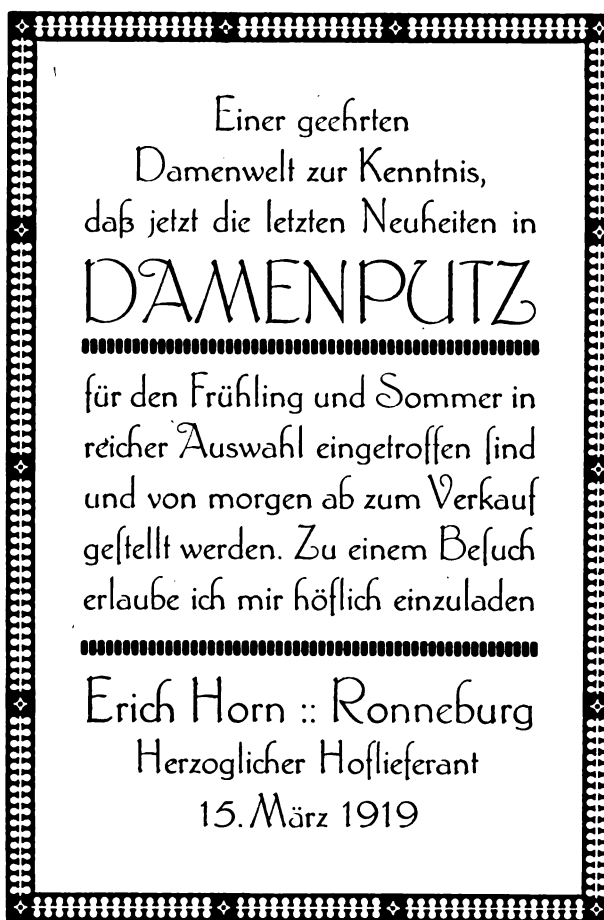 Einer geehrten
Damenwelt zur Kenntnis,
daß jetzt die letzten Neuheiten in
DAMENPUTZ
für den Frühling und Sommer in
reicher Auswahl eingetroffen ſind
und von morgen ab zum Verkauf
geſtellt werden. Zu einem Beſuch
erlaube ich mir höflich einzuladen
Erich Horn :: Ronneburg
Herzoglicher Hoflieferant
15. März 1919